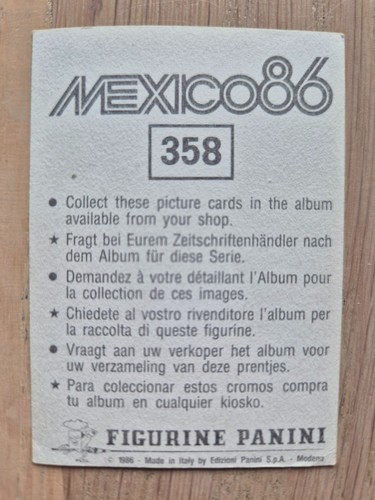 MEXICO86
358
● Collect these picture cards in the album
available from your shop.
★ Fragt bei Eurem Zeitschriftenhändler nach
dem Album für diese Serie.
● Demandez à votre détaillant l'Album pour
la collection de ces images.
★ Chiedete al vostro rivenditore l'album per
la raccolta di queste figurine.
● Vraagt aan uw verkoper het album voor
uw verzameling van deze prentjes.
★ Para coleccionar estos cromos compra
tu album en cualquier kiosko.
FIGURINE PANINI
© 1986 - Made in Italy by Edizioni Panini S.p.A. - Modena